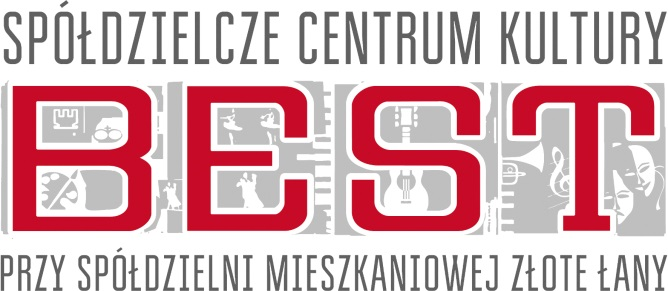 SPÓŁDZIELCZE CENTRUM KULTURY
BEST
PRZY SPÓŁDZIELNI MIESZKANIOWEJ ZŁOTE ŁANY